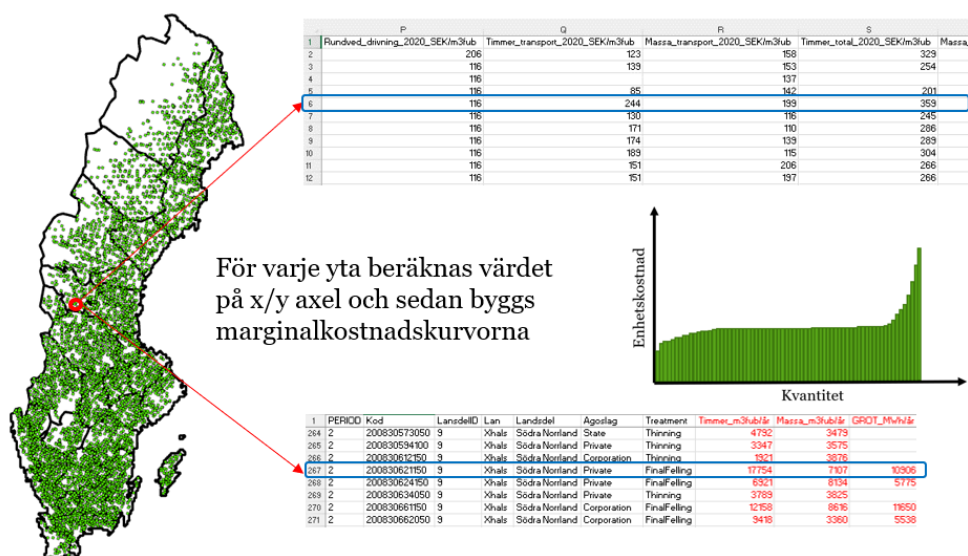 P Q R S
1 Rundved_drivning_2020_SEK/m3fub Timmer_transport_2020_SEK/m3fub Massa_transport_2020_SEK/m3fub Timmer_total_2020_SEK/m3fub Massa_
2 206 123 158 329
3 116 139 153 254
4 116 137
5 116 85 142 201
6 116 244 199 359
7 116 130 116 245
8 116 171 110 286
9 116 174 139 289
10 116 189 115 304
11 116 151 206 266
12 116 151 197 266
För varje yta beräknas värdet
på x/y axel och sedan byggs
marginalkostnadskurvorna
Enhetskostnad
Kvantitet
1 PERIOD Kod LansdelID Lan Landsdel Agoslag Treatment Timmer_m3fub/år Massa_m3fub/år GROT_MWh/år
264 2 200830573050 9 Xhals Södra Norrland State Thinning 4792 3479
265 2 200830594100 9 Xhals Södra Norrland Private Thinning 3347 3575
266 2 200830612150 9 Xhals Södra Norrland Corporation Thinning 1921 3876
267 2 200830621150 9 Xhals Södra Norrland Private FinalFelling 17754 7107 10906
268 2 200830624150 9 Xhals Södra Norrland Private FinalFelling 6921 8134 5775
269 2 200830634050 9 Xhals Södra Norrland Private Thinning 3789 3825
270 2 200830661150 9 Xhals Södra Norrland Corporation FinalFelling 12158 8616 11650
271 2 200830662050 9 Xhals Södra Norrland Corporation FinalFelling 9418 3360 5538